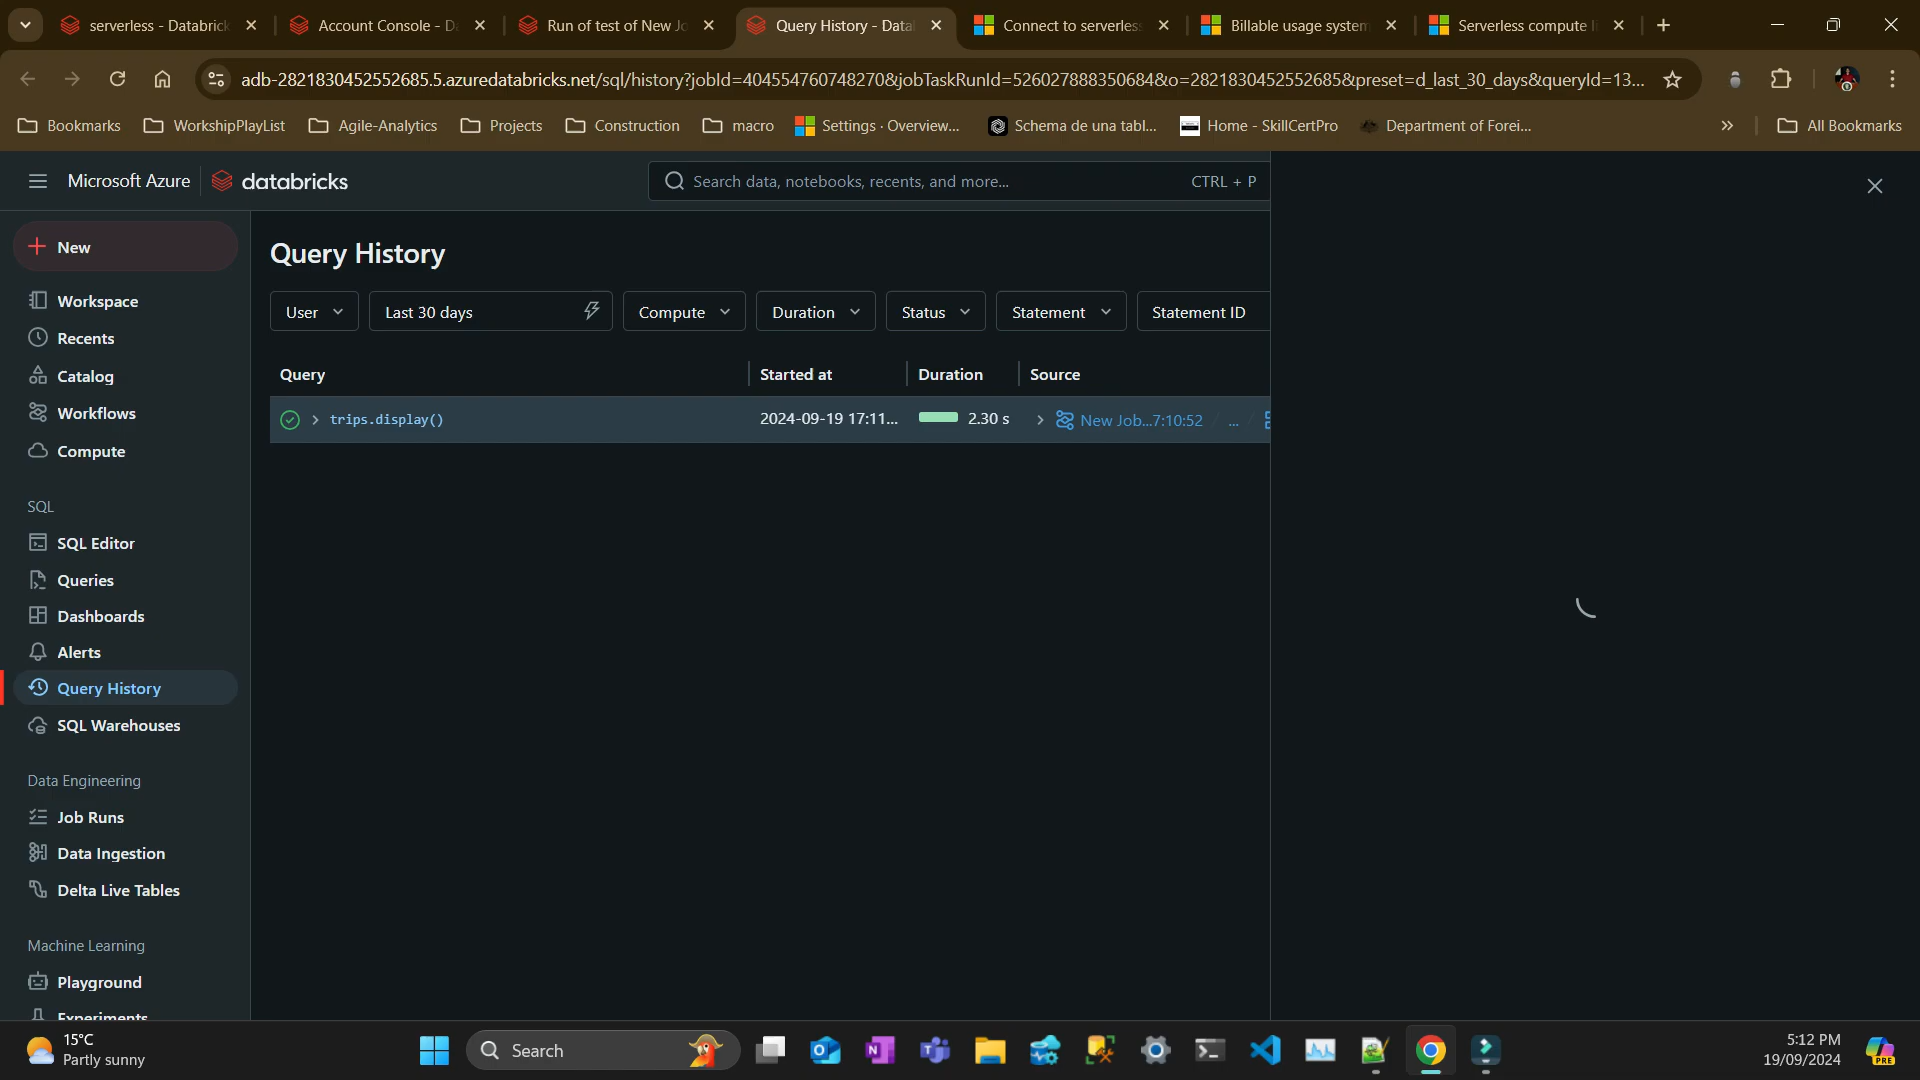 serverless - Databrick
Account Console - Da
Run of test of New Jo
Query History - Datal
Connect to serverless
Billable usage system
Serverless compute li
adb-2821830452552685.5.azuredatabricks.net/sql/history?jobId=404554760748270&jobTaskRunId=526027888350684&o=2821830452552685&preset=d_last_30_days&queryId=13...
Bookmarks
WorkshipPlayList
Agile-Analytics
Projects
Construction
macro
Settings · Overview...
Schema de una tabl...
Home - SkillCertPro
Department of Forei...
All Bookmarks
Microsoft Azure
databricks
Search data, notebooks, recents, and more...
CTRL + P
New
Workspace
Recents
Catalog
Workflows
Compute
SQL
SQL Editor
Queries
Dashboards
Alerts
Query History
SQL Warehouses
Data Engineering
Job Runs
Data Ingestion
Delta Live Tables
Machine Learning
Playground
Experiments
Query History
User
Last 30 days
Compute
Duration
Status
Statement
Statement ID
Query
Started at
Duration
Source
trips.display()
2024-09-19 17:11...
2.30 s
New Job...7:10:52
...
15°C
Partly sunny
Search
5:12 PM
19/09/2024
PRE